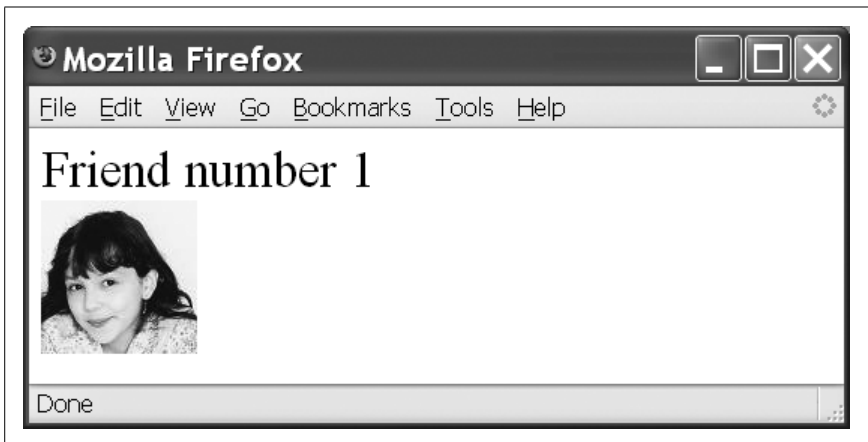 Mozilla Firefox
File Edit View Go Bookmarks Tools Help
Friend number 1
Done